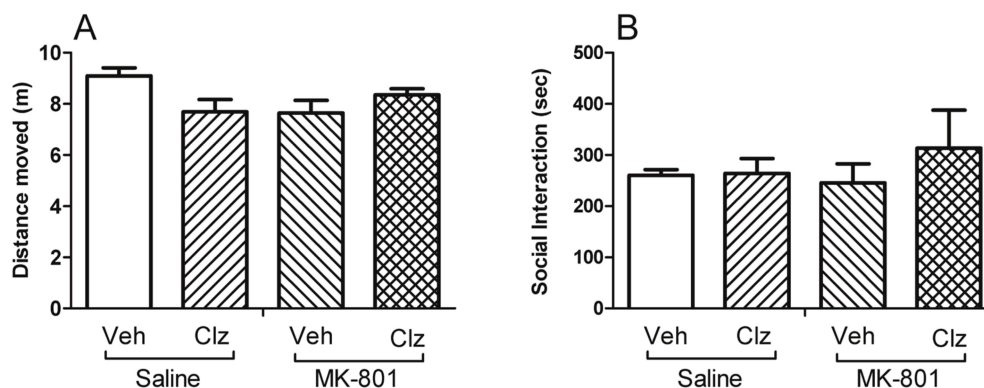 A
Distance moved (m)
10
8
6
4
2
0
Veh Clz Veh Clz
Saline MK-801
B
Social Interaction (sec)
500
400
300
200
100
0
Veh Clz Veh Clz
Saline MK-801